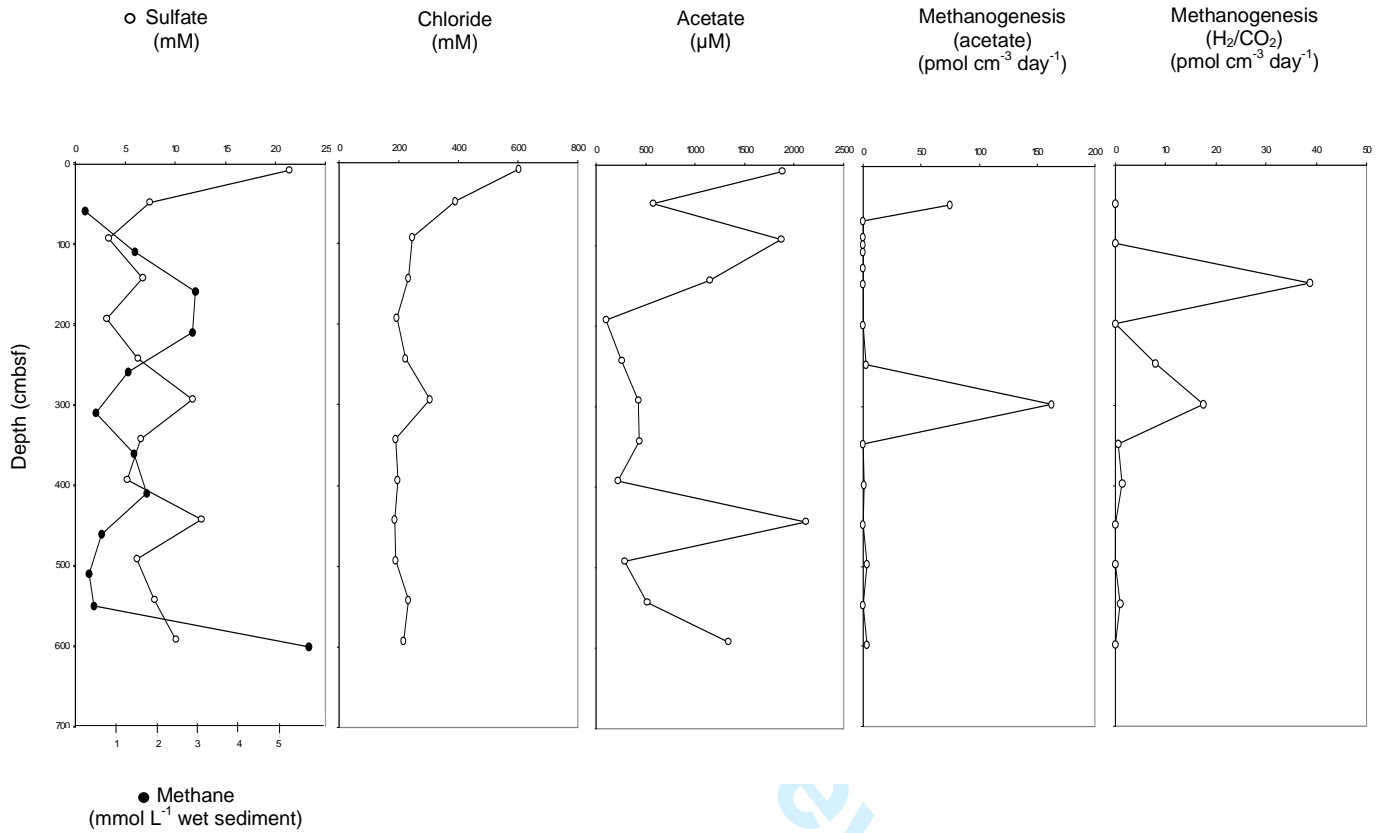 ○ Sulfate
(mM)
Chloride
(mM)
Acetate
(µM)
Methanogenesis
(acetate)
(pmol cm⁻³ day⁻¹)
Methanogenesis
(H₂/CO₂)
(pmol cm⁻³ day⁻¹)
0 5 10 15 20 25
0 200 400 600 800
0 500 1000 1500 2000 2500
0 50 100 150 200
0 10 20 30 40 50
0
100
200
300
400
500
600
700
Depth (cmbsf)
1 2 3 4 5
● Methane
(mmol L⁻¹ wet sediment)